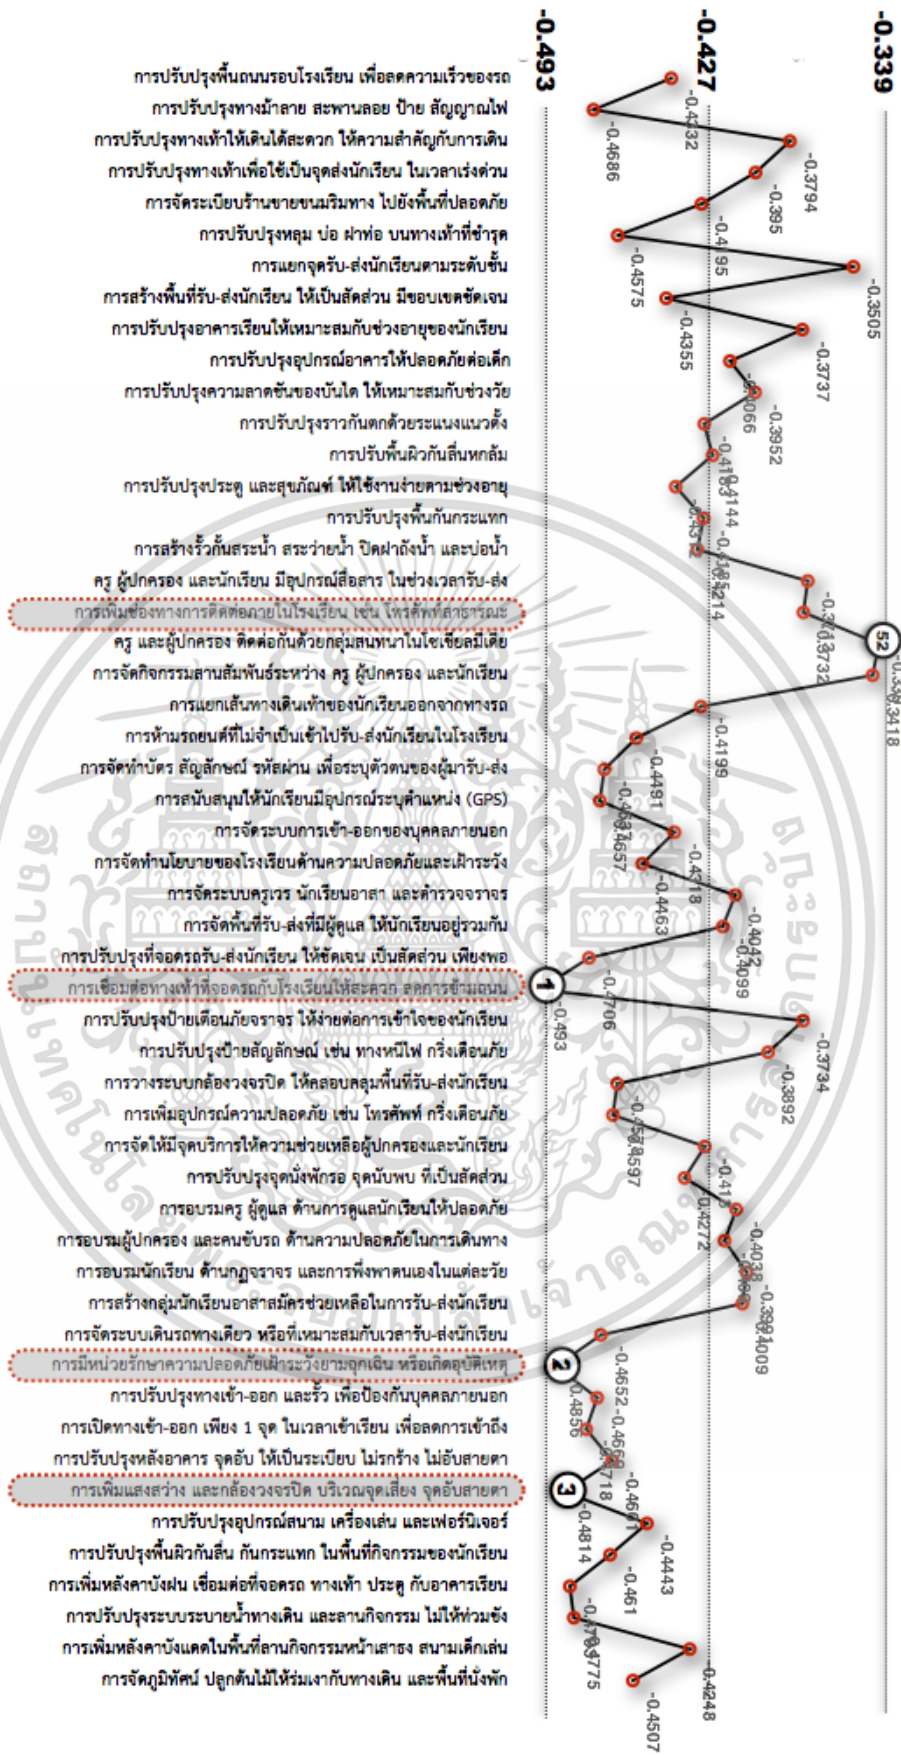 -0.493
-0.427
-0.339
การปรับปรุงพื้นถนนรอบโรงเรียน เพื่อลดความเร็วของรถ
-0.4332
การปรับปรุงทางม้าลาย สะพานลอย ป้าย สัญญาณไฟ
-0.4686
การปรับปรุงทางเท้าให้เดินได้สะดวก ให้ความสำคัญกับการเดิน
-0.3794
การปรับปรุงทางเท้าเพื่อใช้เป็นจุดส่งนักเรียน ในเวลาเร่งด่วน
-0.395
การจัดระเบียบร้านขายขนมริมทาง ไปยังพื้นที่ปลอดภัย
-0.4195
การปรับปรุงหลุม บ่อ ฝาท่อ บนทางเท้าที่ชำรุด
-0.4575
การแยกจุดรับ-ส่งนักเรียนตามระดับชั้น
-0.3505
การสร้างพื้นที่รับ-ส่งนักเรียน ให้เป็นสัดส่วน มีขอบเขตชัดเจน
-0.4355
การปรับปรุงอาคารเรียนให้เหมาะสมกับช่วงอายุของนักเรียน
-0.3737
การปรับปรุงอุปกรณ์อาคารให้ปลอดภัยต่อเด็ก
-0.4066
การปรับปรุงความลาดชันของบันได ให้เหมาะสมกับช่วงวัย
-0.3952
การปรับปรุงราวกันตกด้วยระแนงแนวตั้ง
-0.4183
การปรับพื้นผิวกันลื่นหกล้ม
-0.4144
การปรับปรุงประตู และสุขภัณฑ์ ให้ใช้งานง่ายตามช่วงอายุ
การปรับปรุงพื้นกันกระแทก
-0.4185
การสร้างรั้วกั้นสระน้ำ สระว่ายน้ำ ปิดฝาถังน้ำ และบ่อน้ำ
-0.4214
ครู ผู้ปกครอง และนักเรียน มีอุปกรณ์สื่อสาร ในช่วงเวลารับ-ส่ง
การเพิ่มช่องทางการติดต่อภายในโรงเรียน เช่น โทรศัพท์สาธารณะ
-0.3732
ครู และผู้ปกครอง ติดต่อกันด้วยกลุ่มสนทนาในโซเชียลมีเดีย
52
-0.339
การจัดกิจกรรมสานสัมพันธ์ระหว่าง ครู ผู้ปกครอง และนักเรียน
-0.3418
การแยกเส้นทางเดินเท้าของนักเรียนออกจากทางรถ
-0.4199
การห้ามรถยนต์ที่ไม่จำเป็นเข้าไปรับ-ส่งนักเรียนในโรงเรียน
-0.4491
การจัดทำบัตร สัญลักษณ์ รหัสผ่าน เพื่อระบุตัวตนของผู้มารับ-ส่ง
การสนับสนุนให้นักเรียนมีอุปกรณ์ระบุตำแหน่ง (GPS)
-0.4657
การจัดระบบการเข้า-ออกของบุคคลภายนอก
-0.4318
การจัดทำนโยบายของโรงเรียนด้านความปลอดภัยและเฝ้าระวัง
-0.4463
การจัดระบบครูเวร นักเรียนอาสา และตำรวจจราจร
-0.4042
การจัดพื้นที่รับ-ส่งที่มีผู้ดูแล ให้นักเรียนอยู่รวมกัน
-0.4099
การปรับปรุงที่จอดรถรับ-ส่งนักเรียน ให้ชัดเจน เป็นสัดส่วน เพียงพอ
-0.4706
การเชื่อมต่อทางเท้าที่จอดรถกับโรงเรียนให้สะดวก ลดการข้ามถนน
1
-0.493
การปรับปรุงป้ายเตือนภัยจราจร ให้ง่ายต่อการเข้าใจของนักเรียน
-0.3734
การปรับปรุงป้ายสัญลักษณ์ เช่น ทางหนีไฟ กริ่งเตือนภัย
-0.3892
การวางระบบกล้องวงจรปิด ให้คลอบคลุมพื้นที่รับ-ส่งนักเรียน
การเพิ่มอุปกรณ์ความปลอดภัย เช่น โทรศัพท์ กริ่งเตือนภัย
-0.4597
การจัดให้มีจุดบริการให้ความช่วยเหลือผู้ปกครองและนักเรียน
-0.418
การปรับปรุงจุดนั่งพักรอ จุดนับพบ ที่เป็นสัดส่วน
-0.4272
การอบรมครู ผู้ดูแล ด้านการดูแลนักเรียนให้ปลอดภัย
-0.4038
การอบรมผู้ปกครอง และคนขับรถ ด้านความปลอดภัยในการเดินทาง
การอบรมนักเรียน ด้านกฎจราจร และการพึ่งพาตนเองในแต่ละวัย
การสร้างกลุ่มนักเรียนอาสาสมัครช่วยเหลือในการรับ-ส่งนักเรียน
-0.4009
การจัดระบบเดินรถทางเดียว หรือที่เหมาะสมกับเวลารับ-ส่งนักเรียน
-0.4652
การมีหน่วยรักษาความปลอดภัยเฝ้าระวังยามฉุกเฉิน หรือเกิดอุบัติเหตุ
2
-0.4856
การปรับปรุงทางเข้า-ออก และรั้ว เพื่อป้องกันบุคคลภายนอก
การเปิดทางเข้า-ออก เพียง 1 จุด ในเวลาเข้าเรียน เพื่อลดการเข้าถึง
-0.4718
การปรับปรุงหลังอาคาร จุดอับ ให้เป็นระเบียบ ไม่รกร้าง ไม่อับสายตา
-0.4601
การเพิ่มแสงสว่าง และกล้องวงจรปิด บริเวณจุดเสี่ยง จุดอับสายตา
3
-0.4814
การปรับปรุงอุปกรณ์สนาม เครื่องเล่น และเฟอร์นิเจอร์
-0.4443
การปรับปรุงพื้นผิวกันลื่น กันกระแทก ในพื้นที่กิจกรรมของนักเรียน
-0.461
การเพิ่มหลังคาบังฝน เชื่อมต่อที่จอดรถ ทางเท้า ประตู กับอาคารเรียน
การปรับปรุงระบบระบายน้ำทางเดิน และลานกิจกรรม ไม่ให้ท่วมขัง
-0.4775
การเพิ่มหลังคาบังแดดในพื้นที่ลานกิจกรรมหน้าเสาธง สนามเด็กเล่น
-0.4248
การจัดภูมิทัศน์ ปลูกต้นไม้ให้ร่มเงากับทางเดิน และพื้นที่นั่งพัก
-0.4507